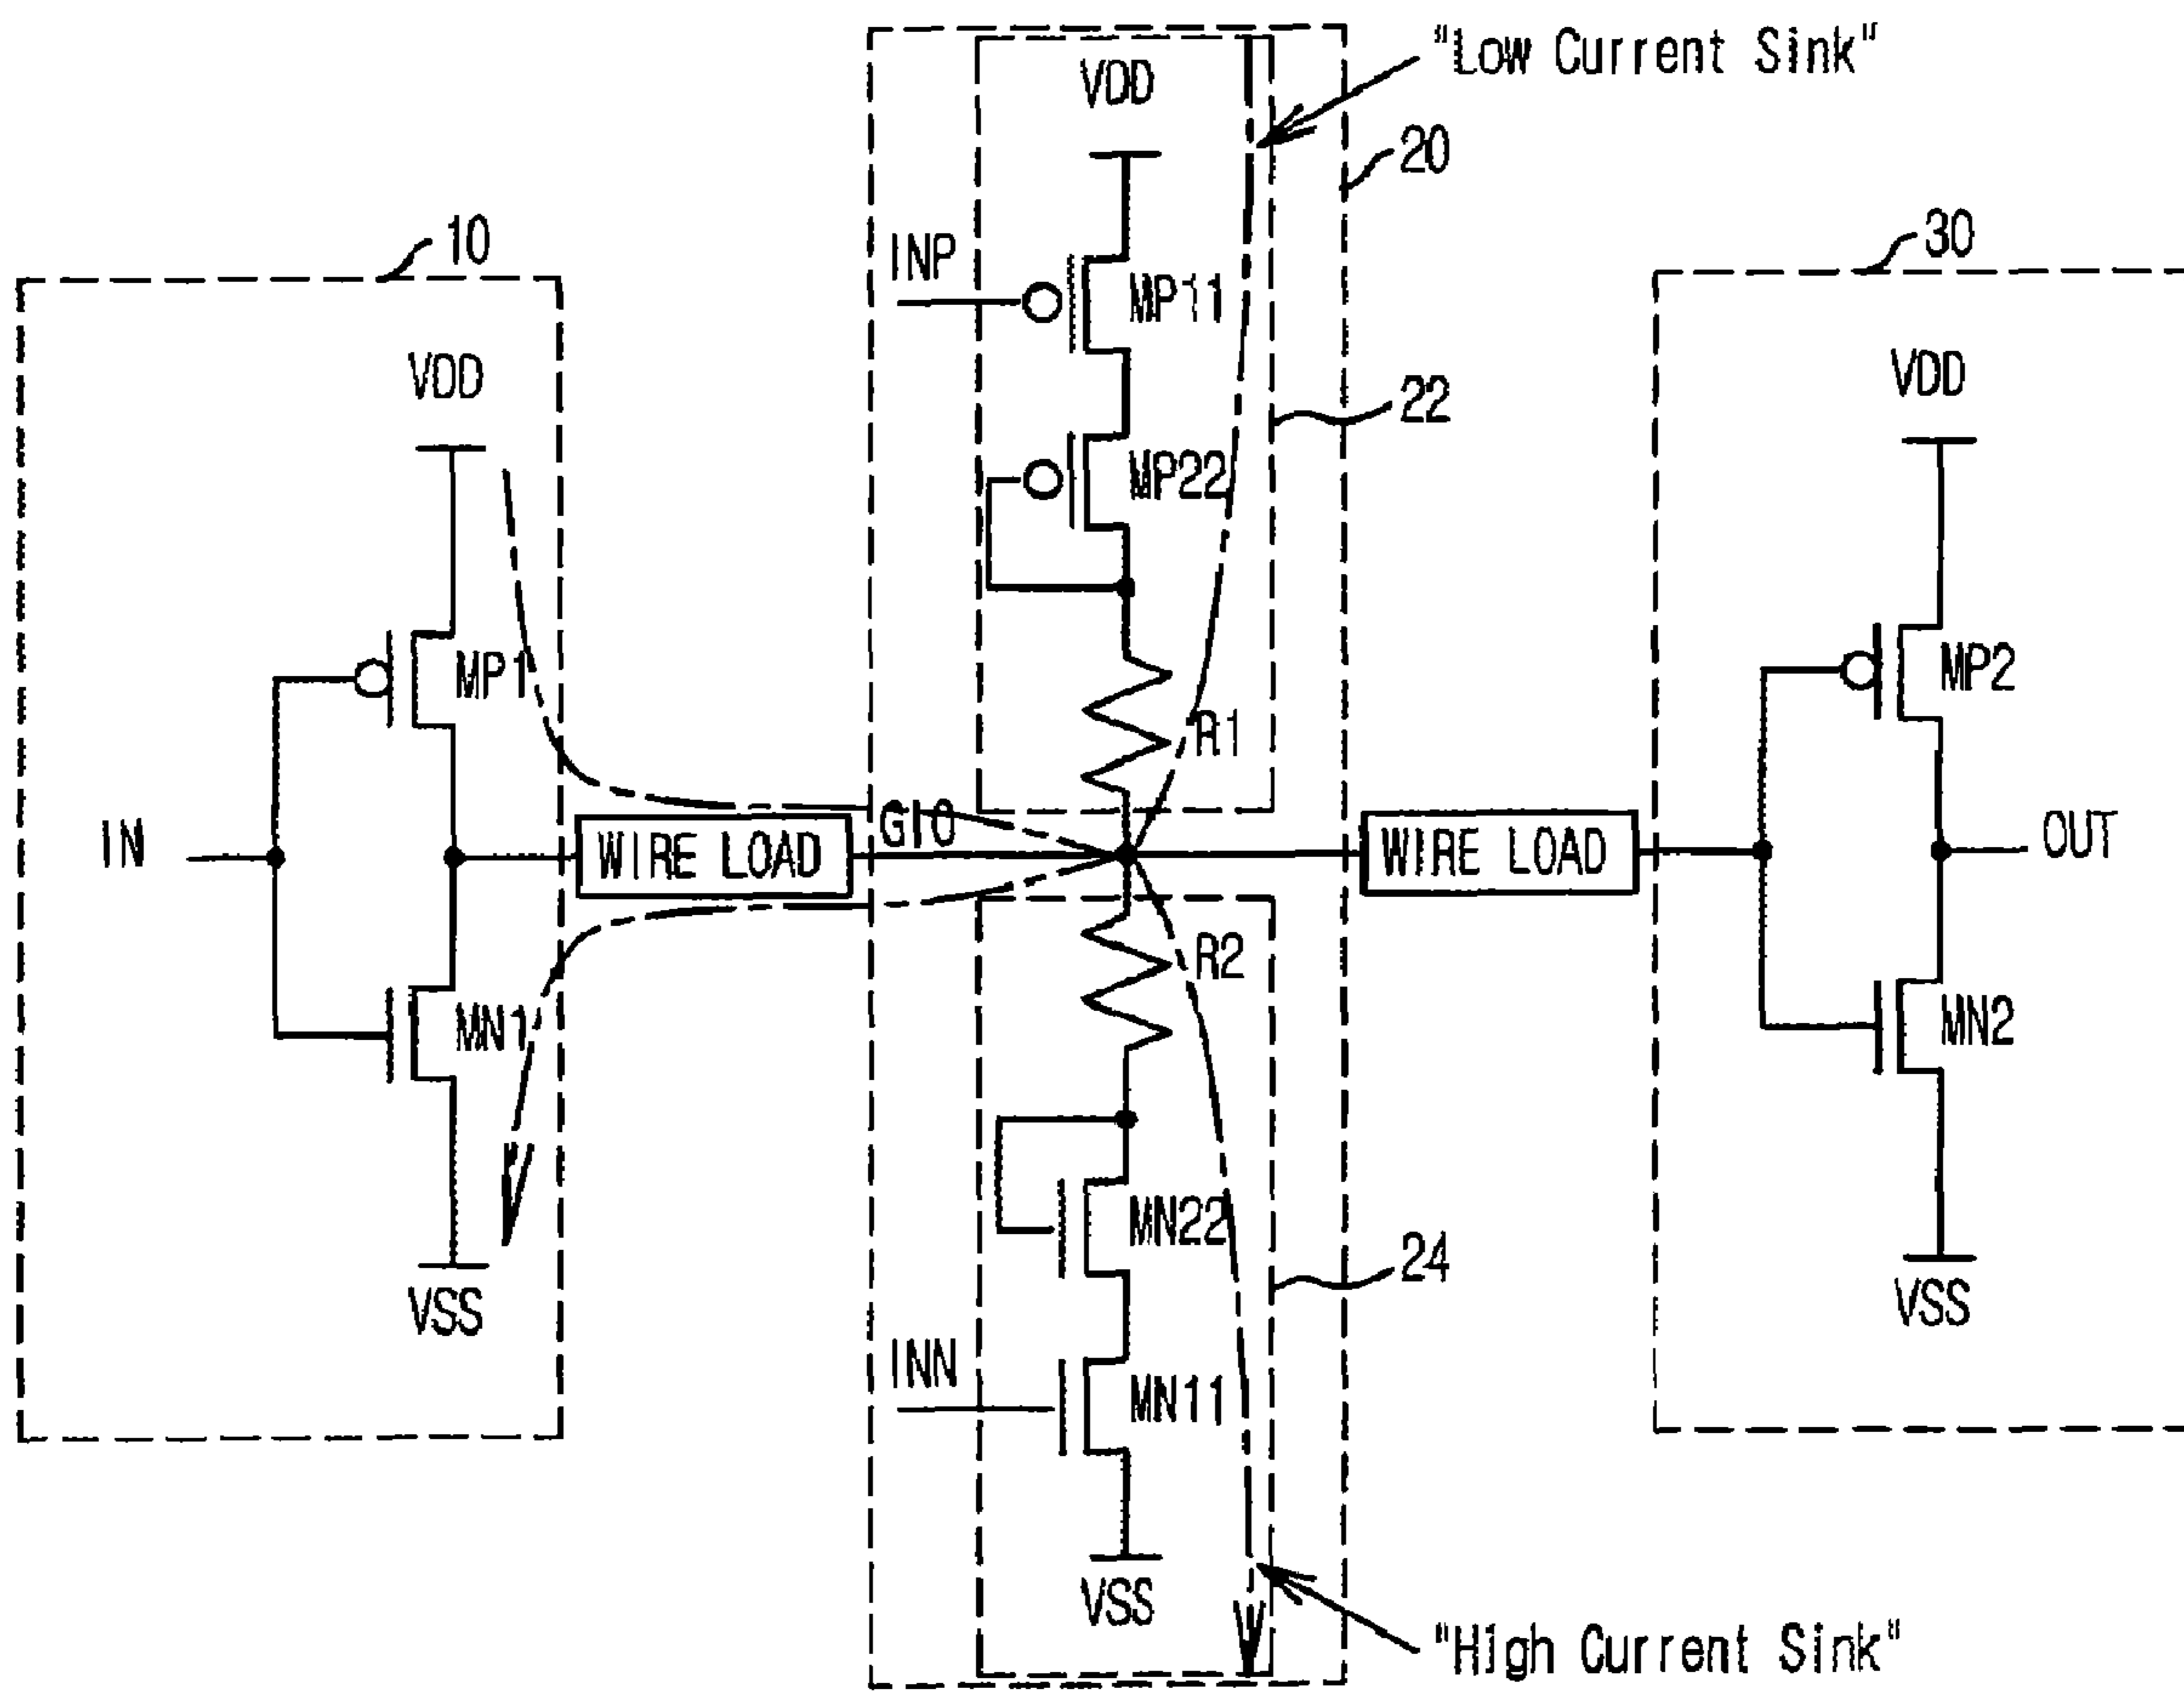 "Low Current Sink"
VDD
20
10
INP
MP11
30
VDD
22
VDD
MP22
MP1
MP2
R1
IN
WIRE LOAD
GIO
WIRE LOAD
OUT
R2
MN1
MN2
MN22
24
VSS
VSS
INN
MN11
VSS
"High Current Sink"